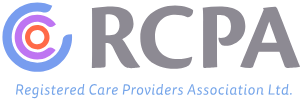 RCPA
Registered Care Providers Association Ltd.